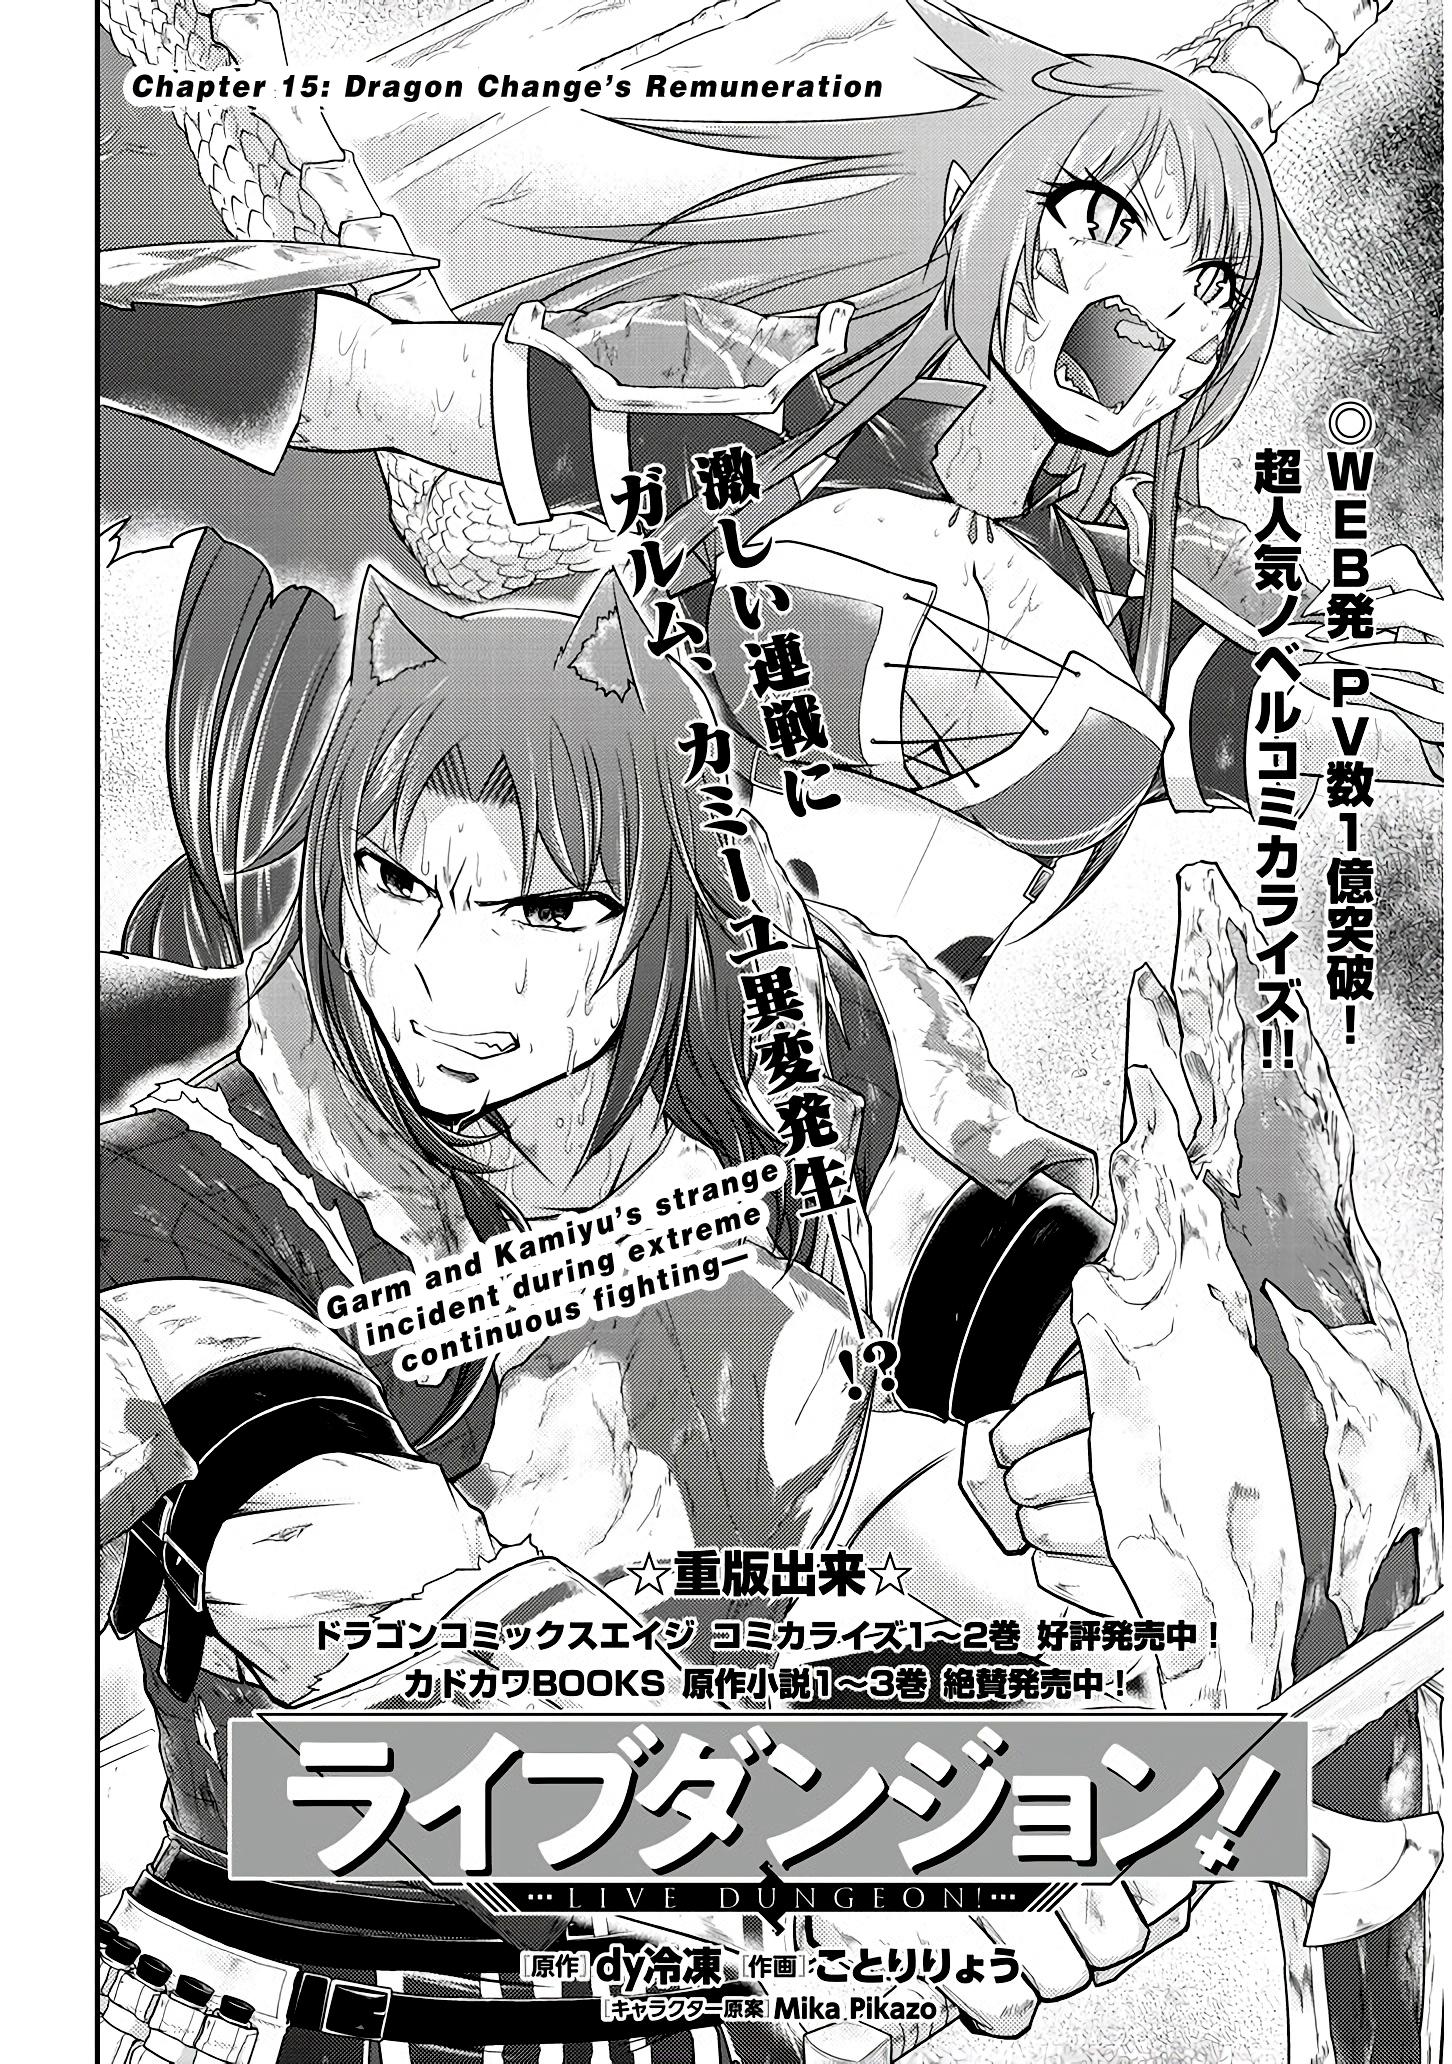 Chapter 15: Dragon Change's Remuneration
◎WEB発 PV数1億突破!
超人気ノベルコミカライズ!!
激しい連戦に
ガルム、カミーユ異変発生
!?
Garm and Kamiyu's strange
incident during extreme
continuous fighting—
☆重版出来☆
ドラゴンコミックスエイジ コミカライズ1〜2巻 好評発売中!
カドカワBOOKS 原作小説1〜3巻 絶賛発売中!
ライブダンジョン!
…LIVE DUNGEON!…
[原作]dy冷凍 [作画]ことりりょう
[キャラクター原案]Mika Pikazo